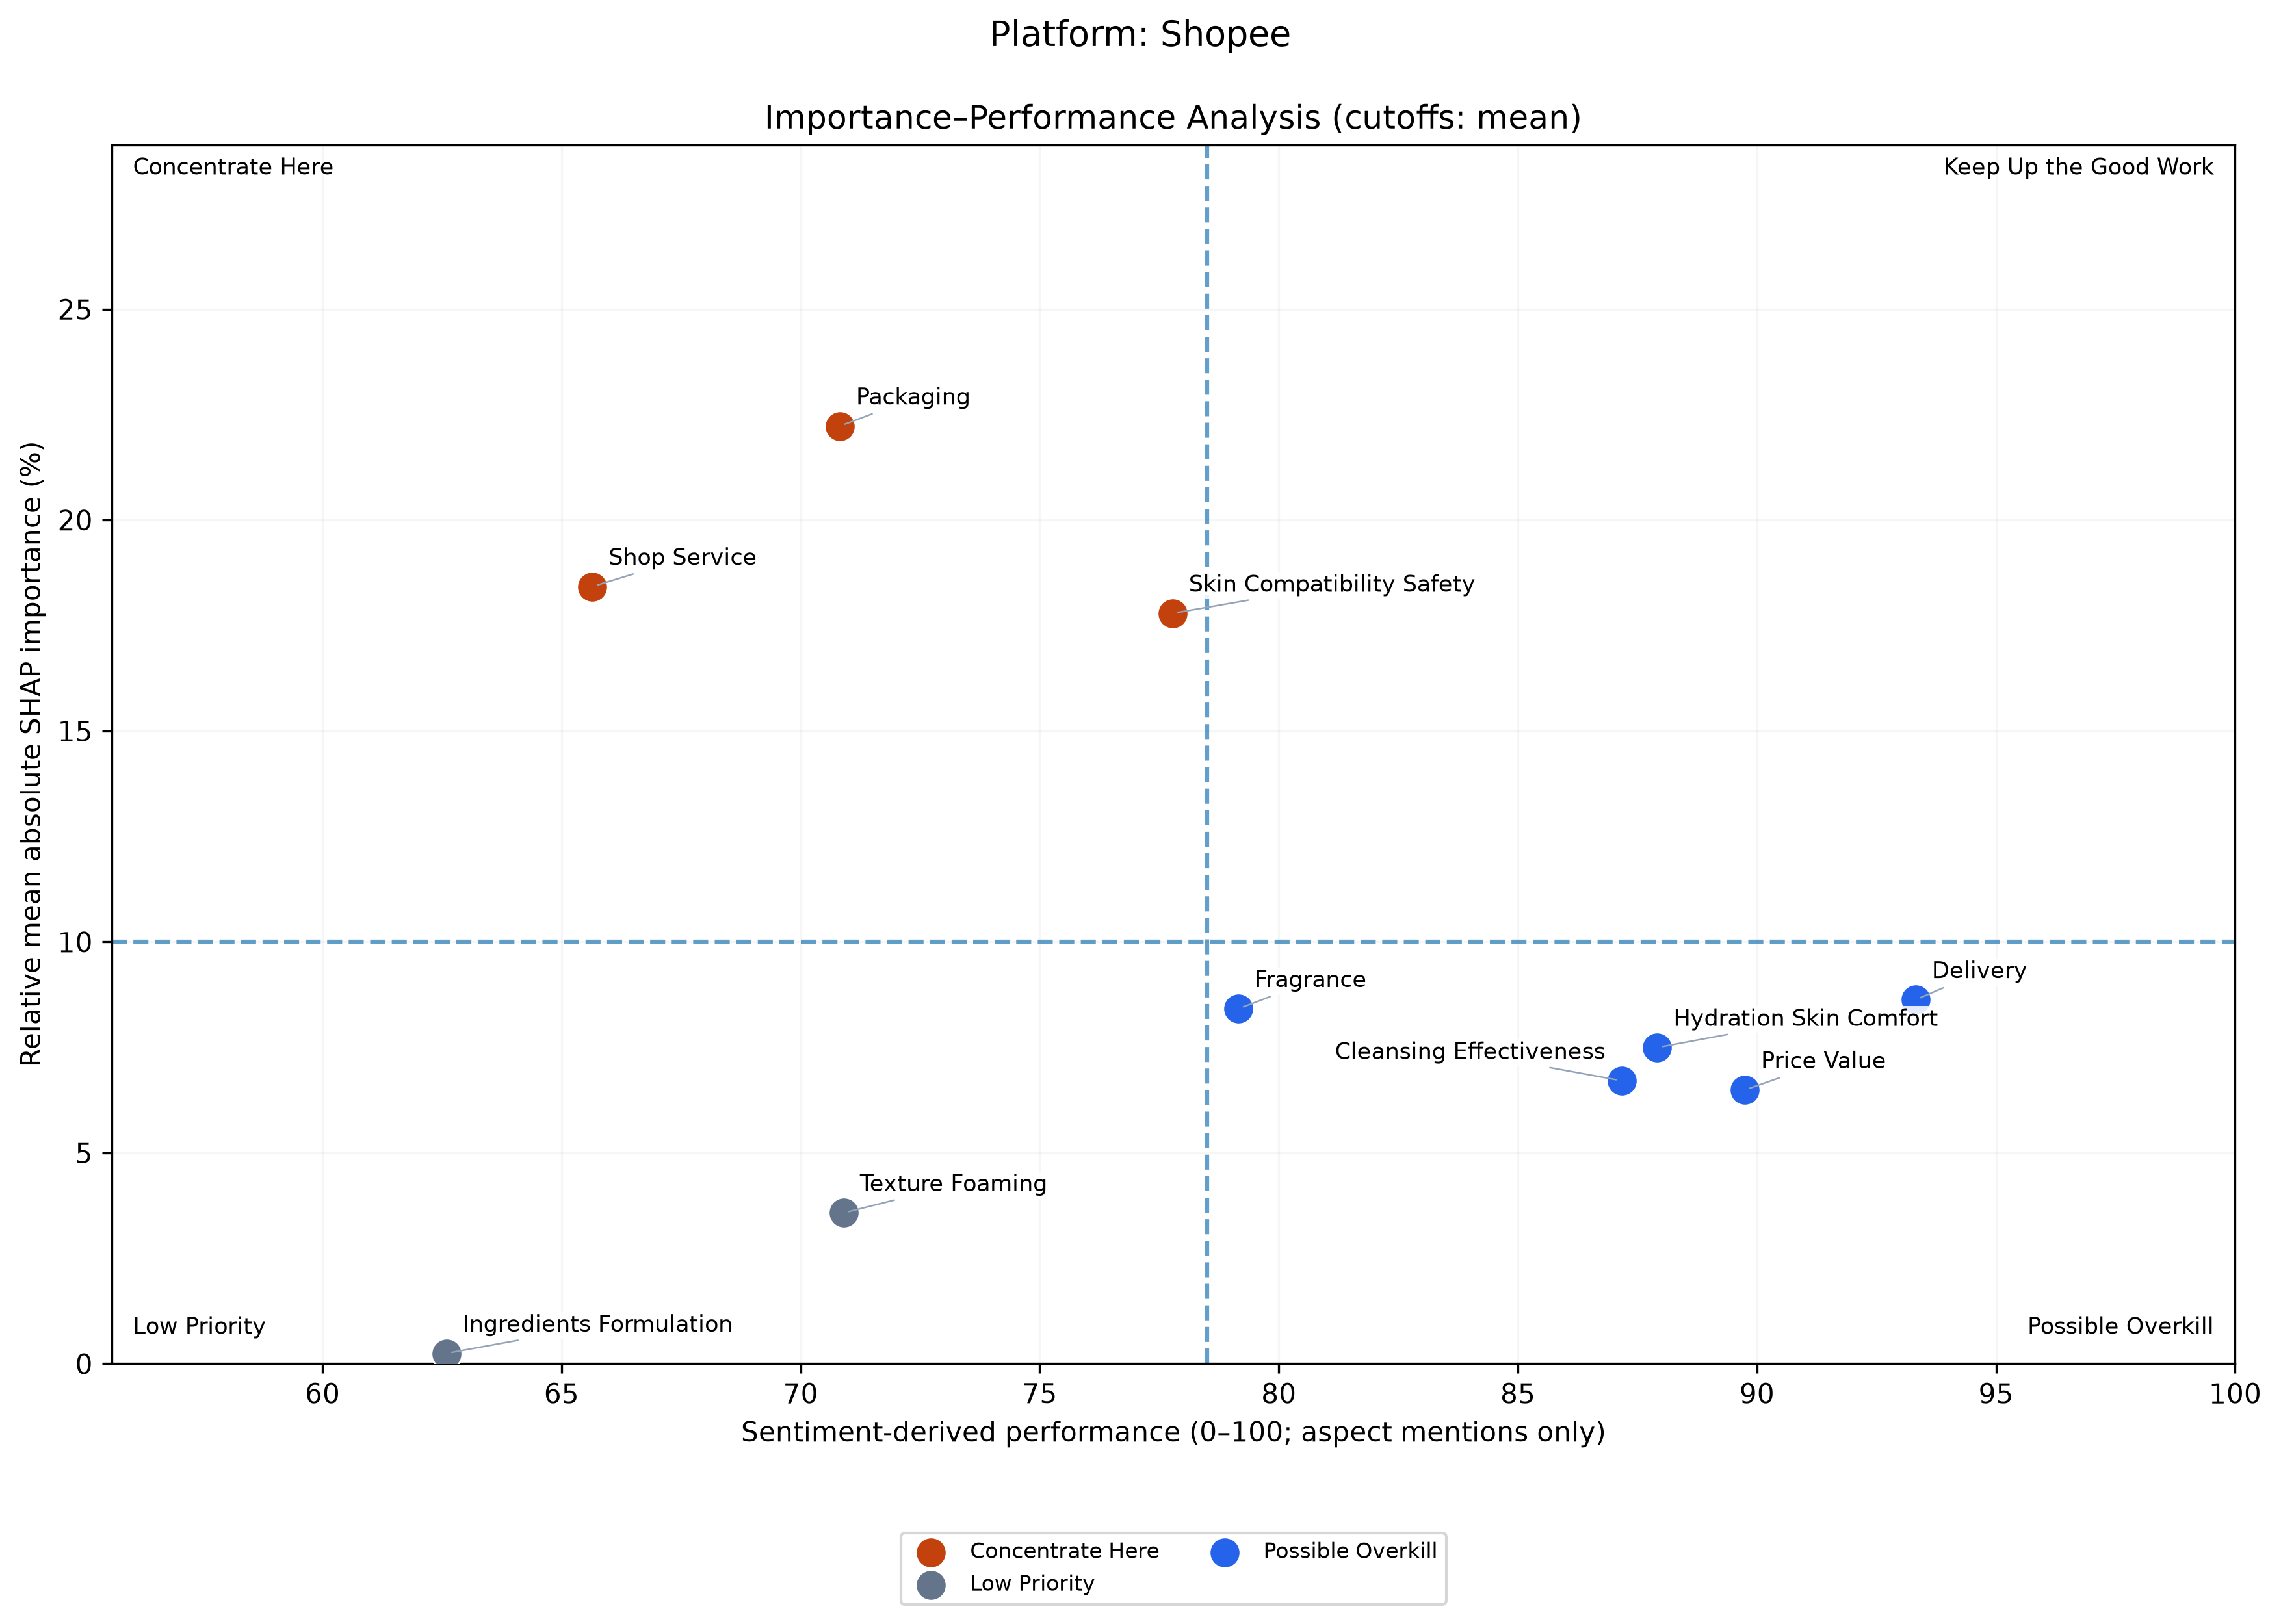 Platform: Shopee
Importance–Performance Analysis (cutoffs: mean)
Concentrate Here
Keep Up the Good Work
Relative mean absolute SHAP importance (%)
25
20
15
10
5
0
Packaging
Shop Service
Skin Compatibility Safety
Fragrance
Delivery
Hydration Skin Comfort
Cleansing Effectiveness
Price Value
Texture Foaming
Ingredients Formulation
Low Priority
Possible Overkill
60
65
70
75
80
85
90
95
100
Sentiment-derived performance (0–100; aspect mentions only)
Concentrate Here
Possible Overkill
Low Priority